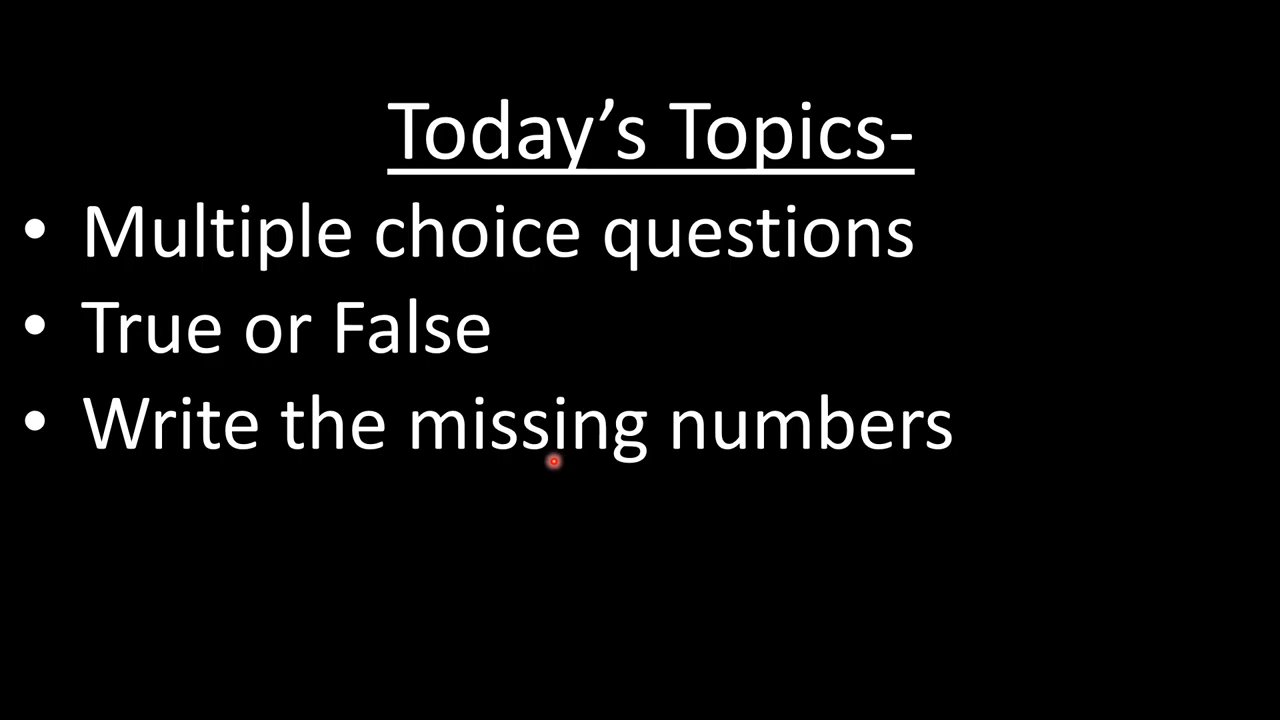 Today’s Topics-
• Multiple choice questions
• True or False
• Write the missing numbers